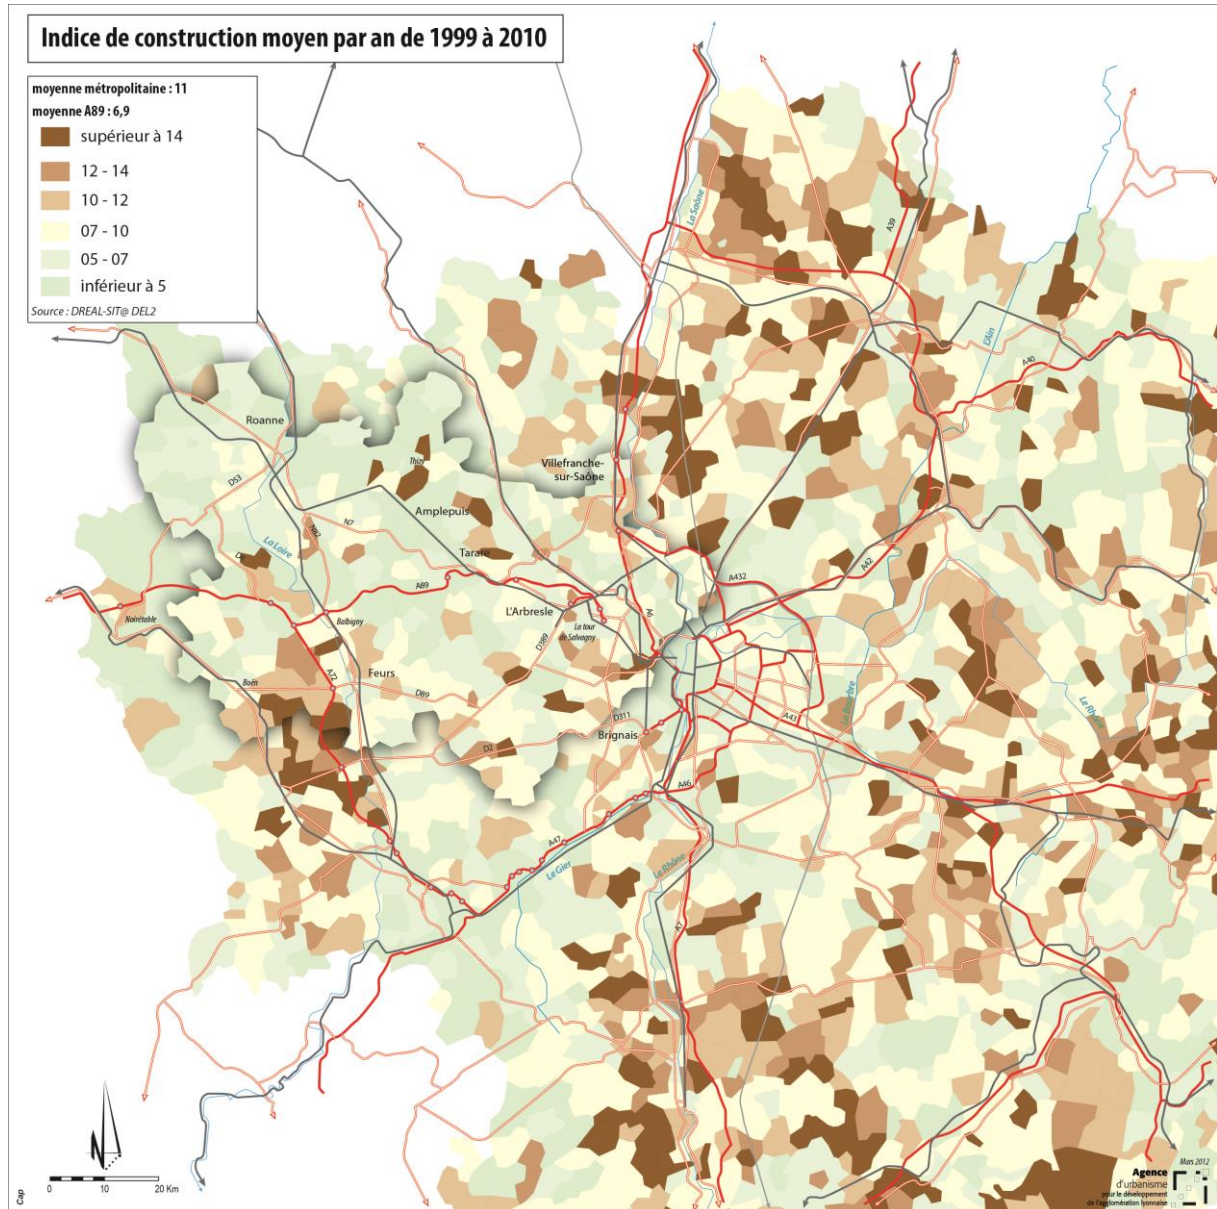 Indice de construction moyen par an de 1999 à 2010
moyenne métropolitaine : 11
moyenne A89 : 6,9
supérieur à 14
12 - 14
10 - 12
07 - 10
05 - 07
inférieur à 5
Source : DREAL-SIT@ DEL2
La Saône
A39
L'Ain
A40
Roanne
Villefranche-
sur-Saône
Thizy
D53
Amplepuis
N7
N82
La Loire
Tarare
D8
A89
A432
A42
L'Arbresle
A6
Noirétable
Balbigny
La tour
de Salvagny
D389
Feurs
A72
Boën
D89
La Bourbre
Le Rhône
D311
A43
Brignais
D2
A46
A47
Le Gier
Le Rhône
A7
N
0
10
20 Km
Cap
Mars 2012
Agence
d'urbanisme
pour le développement
de l'agglomération lyonnaise